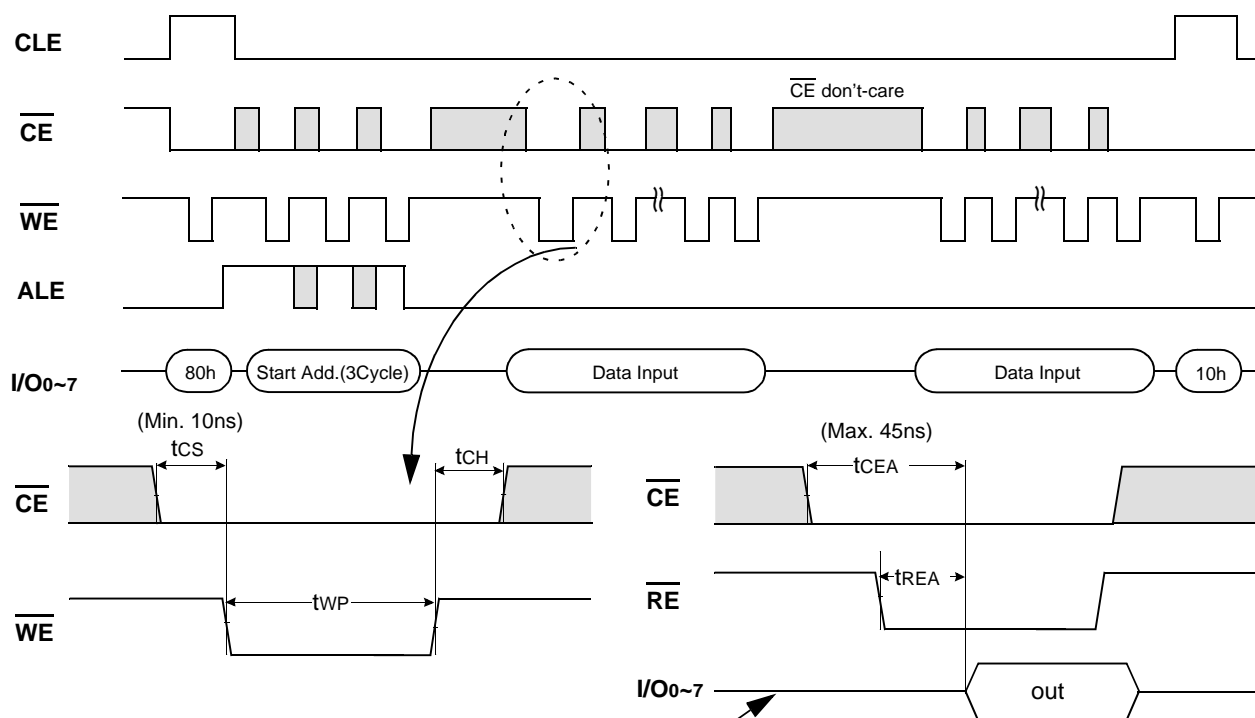 CLE
CE don't-care
CE
WE
ALE
I/O0~7 80h Start Add.(3Cycle) Data Input Data Input 10h
(Min. 10ns)
tCS tCH
CE
tWP
WE
(Max. 45ns)
tCEA
CE
tREA
RE
I/O0~7 out